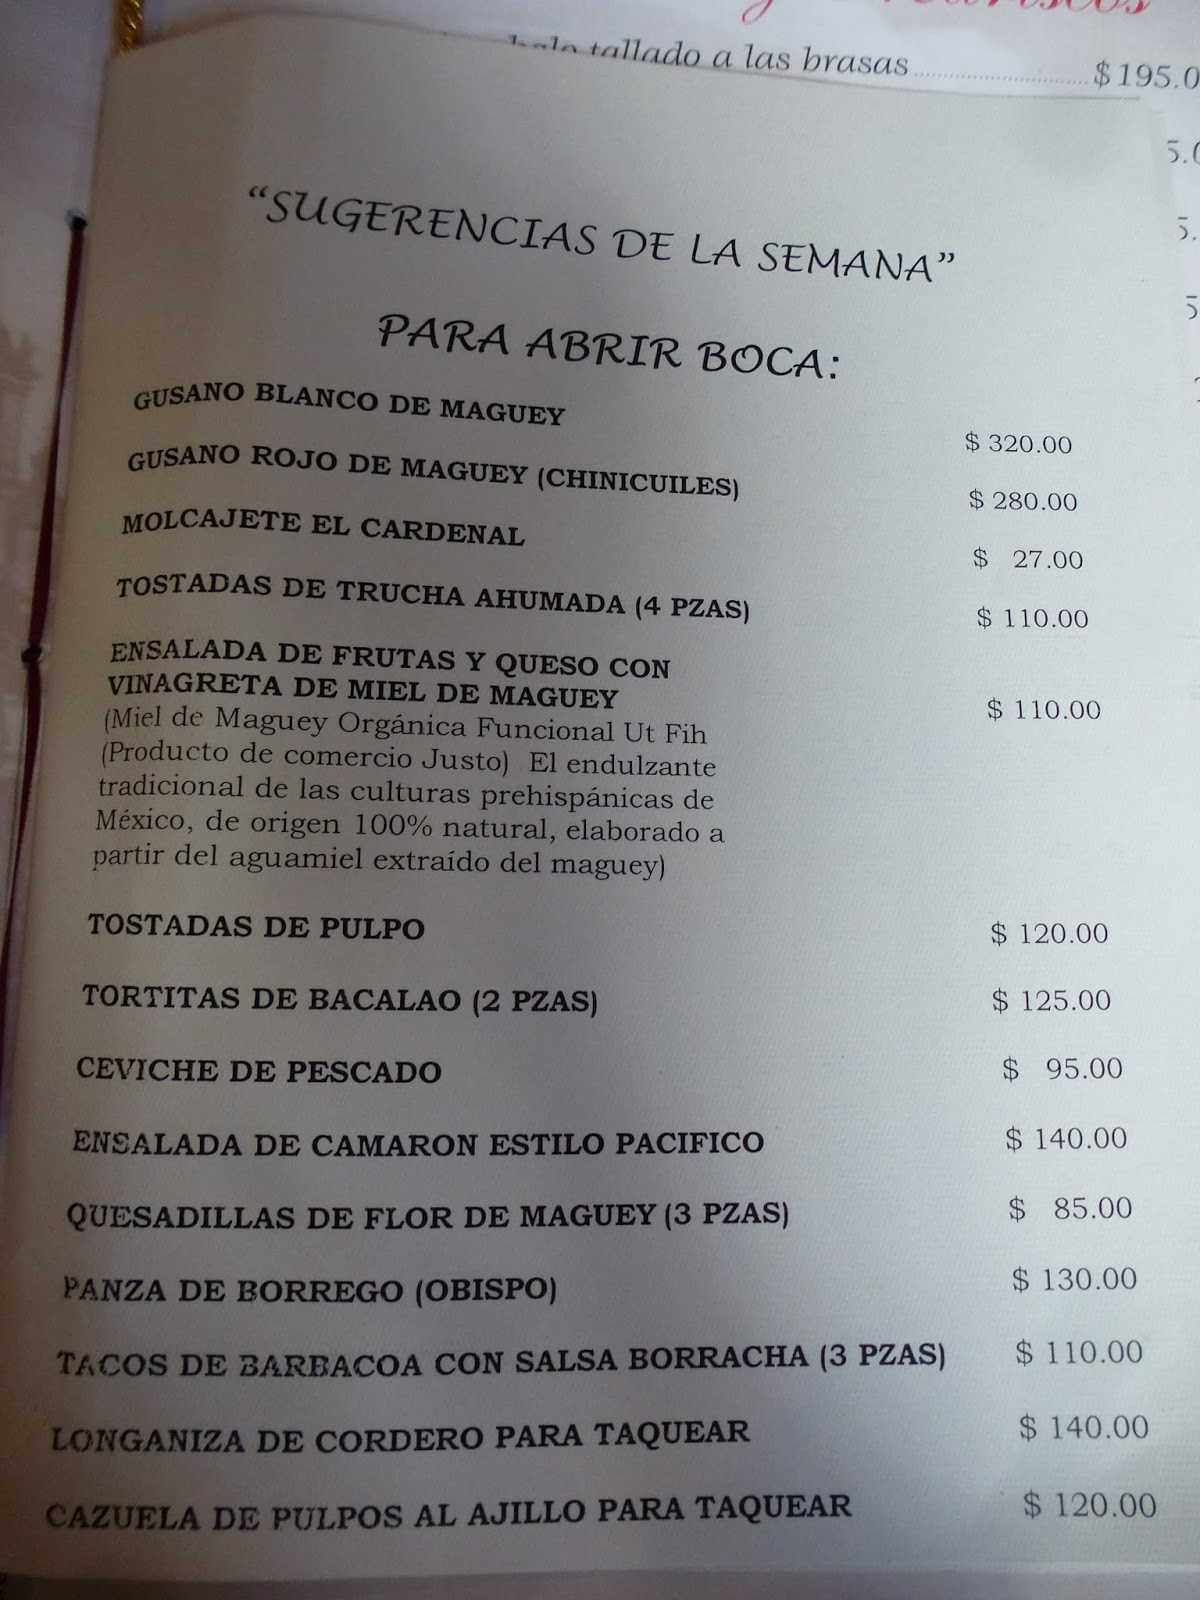 tallado a las brasas ........ $195.0
"SUGERENCIAS DE LA SEMANA"
PARA ABRIR BOCA:
GUSANO BLANCO DE MAGUEY $ 320.00
GUSANO ROJO DE MAGUEY (CHINICUILES) $ 280.00
MOLCAJETE EL CARDENAL $ 27.00
TOSTADAS DE TRUCHA AHUMADA (4 PZAS) $ 110.00
ENSALADA DE FRUTAS Y QUESO CON
VINAGRETA DE MIEL DE MAGUEY $ 110.00
(Miel de Maguey Orgánica Funcional Ut Fih
(Producto de comercio Justo) El endulzante
tradicional de las culturas prehispánicas de
México, de origen 100% natural, elaborado a
partir del aguamiel extraído del maguey)
TOSTADAS DE PULPO $ 120.00
TORTITAS DE BACALAO (2 PZAS) $ 125.00
CEVICHE DE PESCADO $ 95.00
ENSALADA DE CAMARON ESTILO PACIFICO $ 140.00
QUESADILLAS DE FLOR DE MAGUEY (3 PZAS) $ 85.00
PANZA DE BORREGO (OBISPO) $ 130.00
TACOS DE BARBACOA CON SALSA BORRACHA (3 PZAS) $ 110.00
LONGANIZA DE CORDERO PARA TAQUEAR $ 140.00
CAZUELA DE PULPOS AL AJILLO PARA TAQUEAR $ 120.00